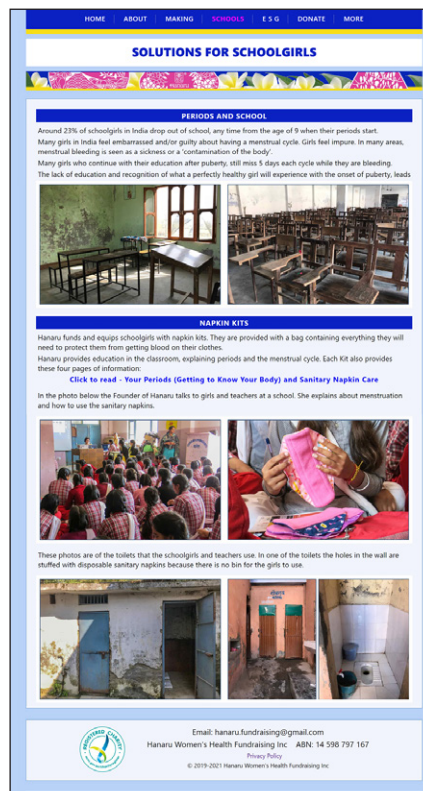 HOME ABOUT MAKING SCHOOLS E S G DONATE MORE
SOLUTIONS FOR SCHOOLGIRLS
PERIODS AND SCHOOL
Around 23% of schoolgirls in India drop out of school, any time from the age of 9 when their periods start.
Many girls in India feel embarrassed and/or guilty about having a menstrual cycle. Girls feel impure. In many areas,
menstrual bleeding is seen as a sickness or a 'contamination of the body'.
Many girls who continue with their education after puberty, still miss 5 days each cycle while they are bleeding.
The lack of education and recognition of what a perfectly healthy girl will experience with the onset of puberty, leads
NAPKIN KITS
Hanaru funds and equips schoolgirls with napkin kits. They are provided with a bag containing everything they will
need to protect them from getting blood on their clothes.
Hanaru provides education in the classroom, explaining periods and the menstrual cycle. Each Kit also provides
these four pages of information:
Click to read - Your Periods (Getting to Know Your Body) and Sanitary Napkin Care
In the photo below the Founder of Hanaru talks to girls and teachers at a school. She explains about menstruation
and how to use the sanitary napkins.
These photos are of the toilets that the schoolgirls and teachers use. In one of the toilets the holes in the wall are
stuffed with disposable sanitary napkins because there is no bin for the girls to use.
REGISTERED CHARITY
Email: hanaru.fundraising@gmail.com
Hanaru Women's Health Fundraising Inc ABN: 14 598 797 167
Privacy Policy
© 2019-2021 Hanaru Women's Health Fundraising Inc